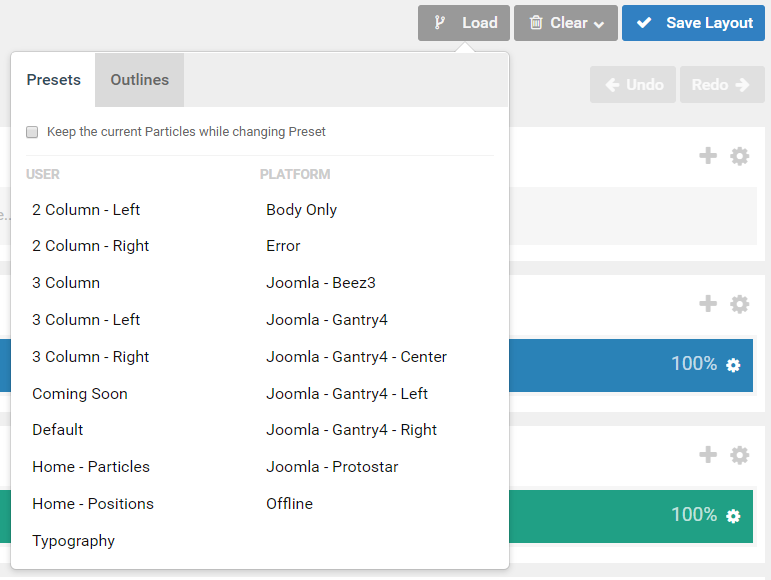 Load
Clear
Save Layout
Presets
Outlines
Undo
Redo
Keep the current Particles while changing Preset
USER
PLATFORM
2 Column - Left
Body Only
2 Column - Right
Error
3 Column
Joomla - Beez3
3 Column - Left
Joomla - Gantry4
3 Column - Right
Joomla - Gantry4 - Center
100%
Coming Soon
Joomla - Gantry4 - Left
Default
Joomla - Gantry4 - Right
Home - Particles
Joomla - Protostar
Home - Positions
Offline
100%
Typography